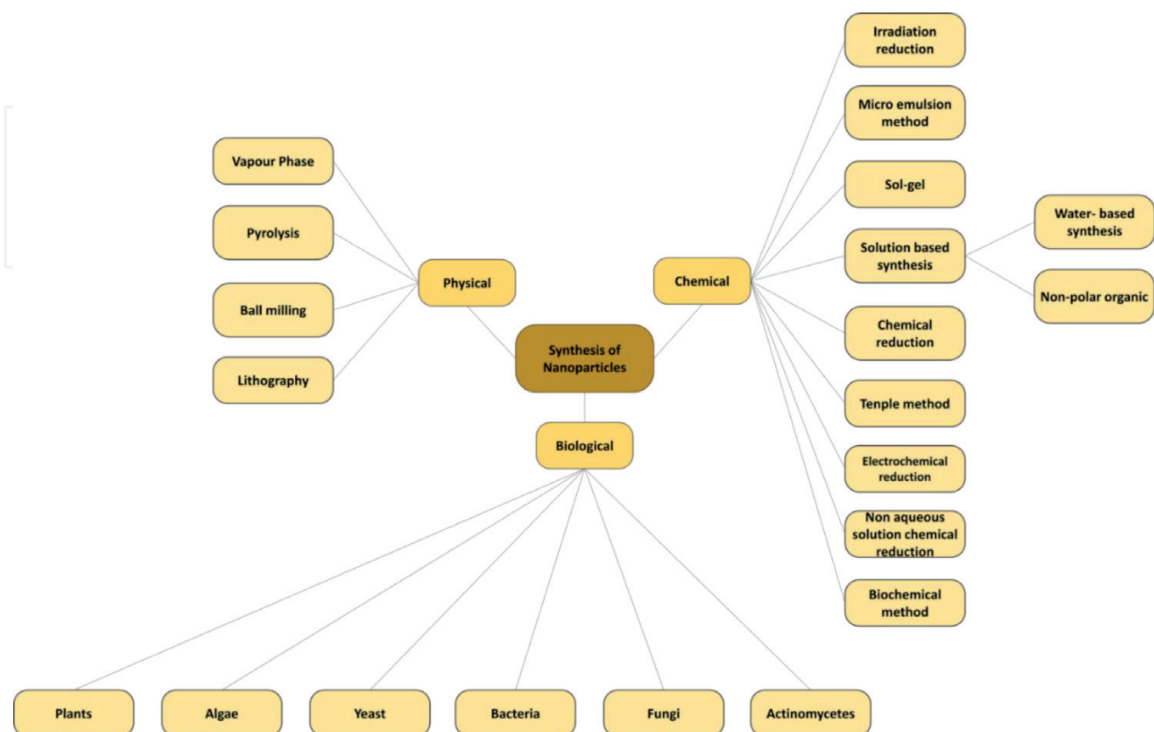 Irradiation
reduction
Micro emulsion
method
Vapour Phase
Sol-gel
Water- based
synthesis
Pyrolysis
Solution based
synthesis
Physical
Chemical
Non-polar organic
Ball milling
Chemical
reduction
Synthesis of
Nanoparticles
Lithography
Tenple method
Biological
Electrochemical
reduction
Non aqueous
solution chemical
reduction
Biochemical
method
Plants
Algae
Yeast
Bacteria
Fungi
Actinomycetes